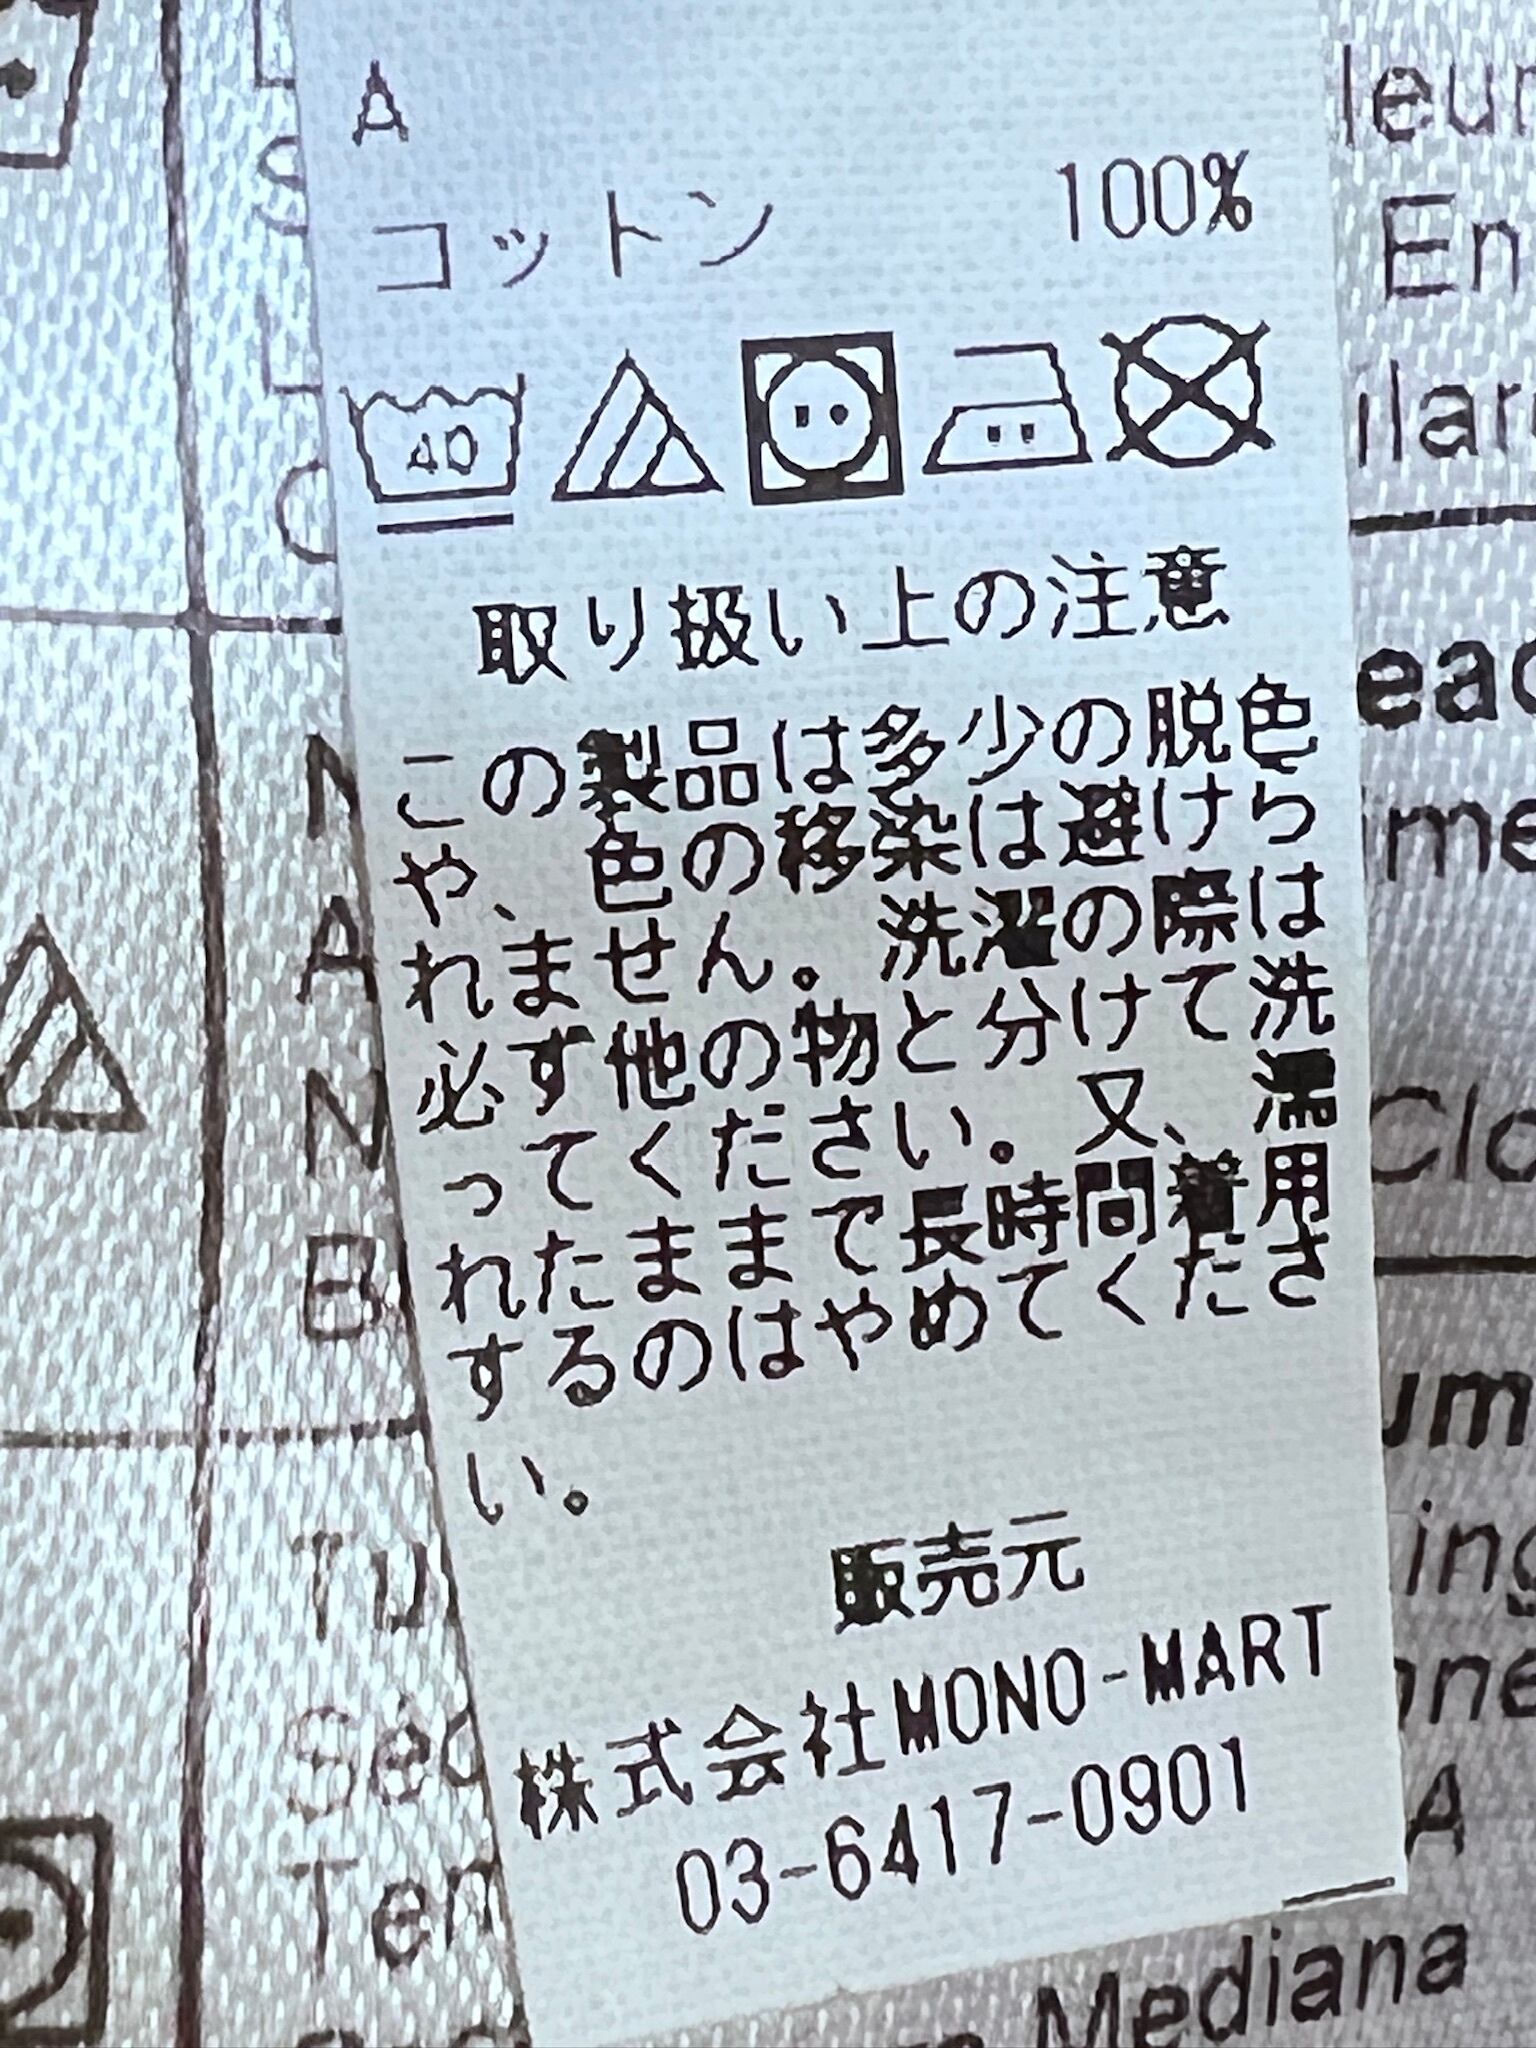 A
コットン 100%
40
取り扱い上の注意
この製品は多少の脱色
や、色の移染は避けら
れません。洗濯の際は
必ず他の物と分けて洗
ってください。又、濡
れたままで長時間着用
するのはやめてくださ
い。
販売元
株式会社MONO-MART
03-6417-0901
Mediana